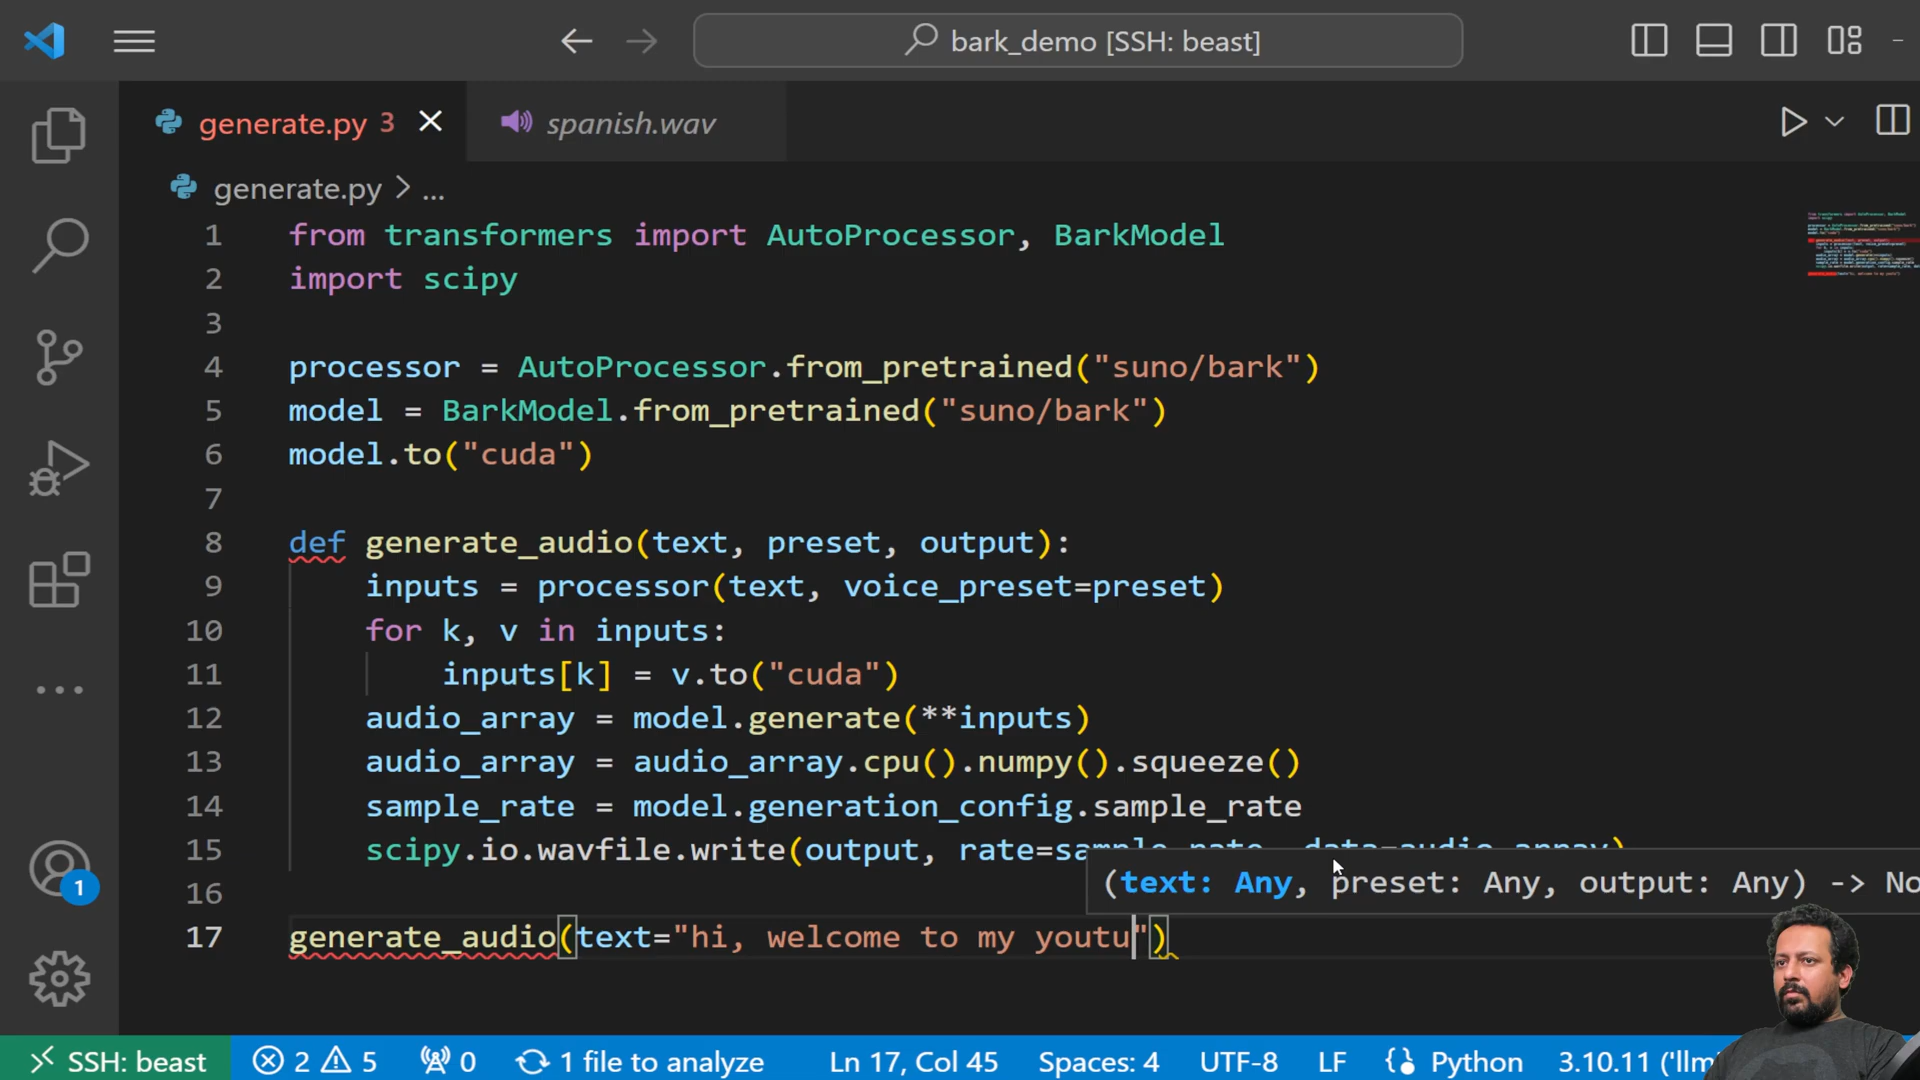 bark_demo [SSH: beast]
generate.py 3
spanish.wav
generate.py > ...
1 from transformers import AutoProcessor, BarkModel
2 import scipy
3
4 processor = AutoProcessor.from_pretrained("suno/bark")
5 model = BarkModel.from_pretrained("suno/bark")
6 model.to("cuda")
7
8 def generate_audio(text, preset, output):
9 inputs = processor(text, voice_preset=preset)
10 for k, v in inputs:
11 inputs[k] = v.to("cuda")
12 audio_array = model.generate(**inputs)
13 audio_array = audio_array.cpu().numpy().squeeze()
14 sample_rate = model.generation_config.sample_rate
15 scipy.io.wavfile.write(output, rate=sample_rate, data=audio_array)
(text: Any, preset: Any, output: Any) -> No
16
17 generate_audio(text="hi, welcome to my youtu")
1
SSH: beast 2 5 0 1 file to analyze Ln 17, Col 45 Spaces: 4 UTF-8 LF Python 3.10.11 ('llm